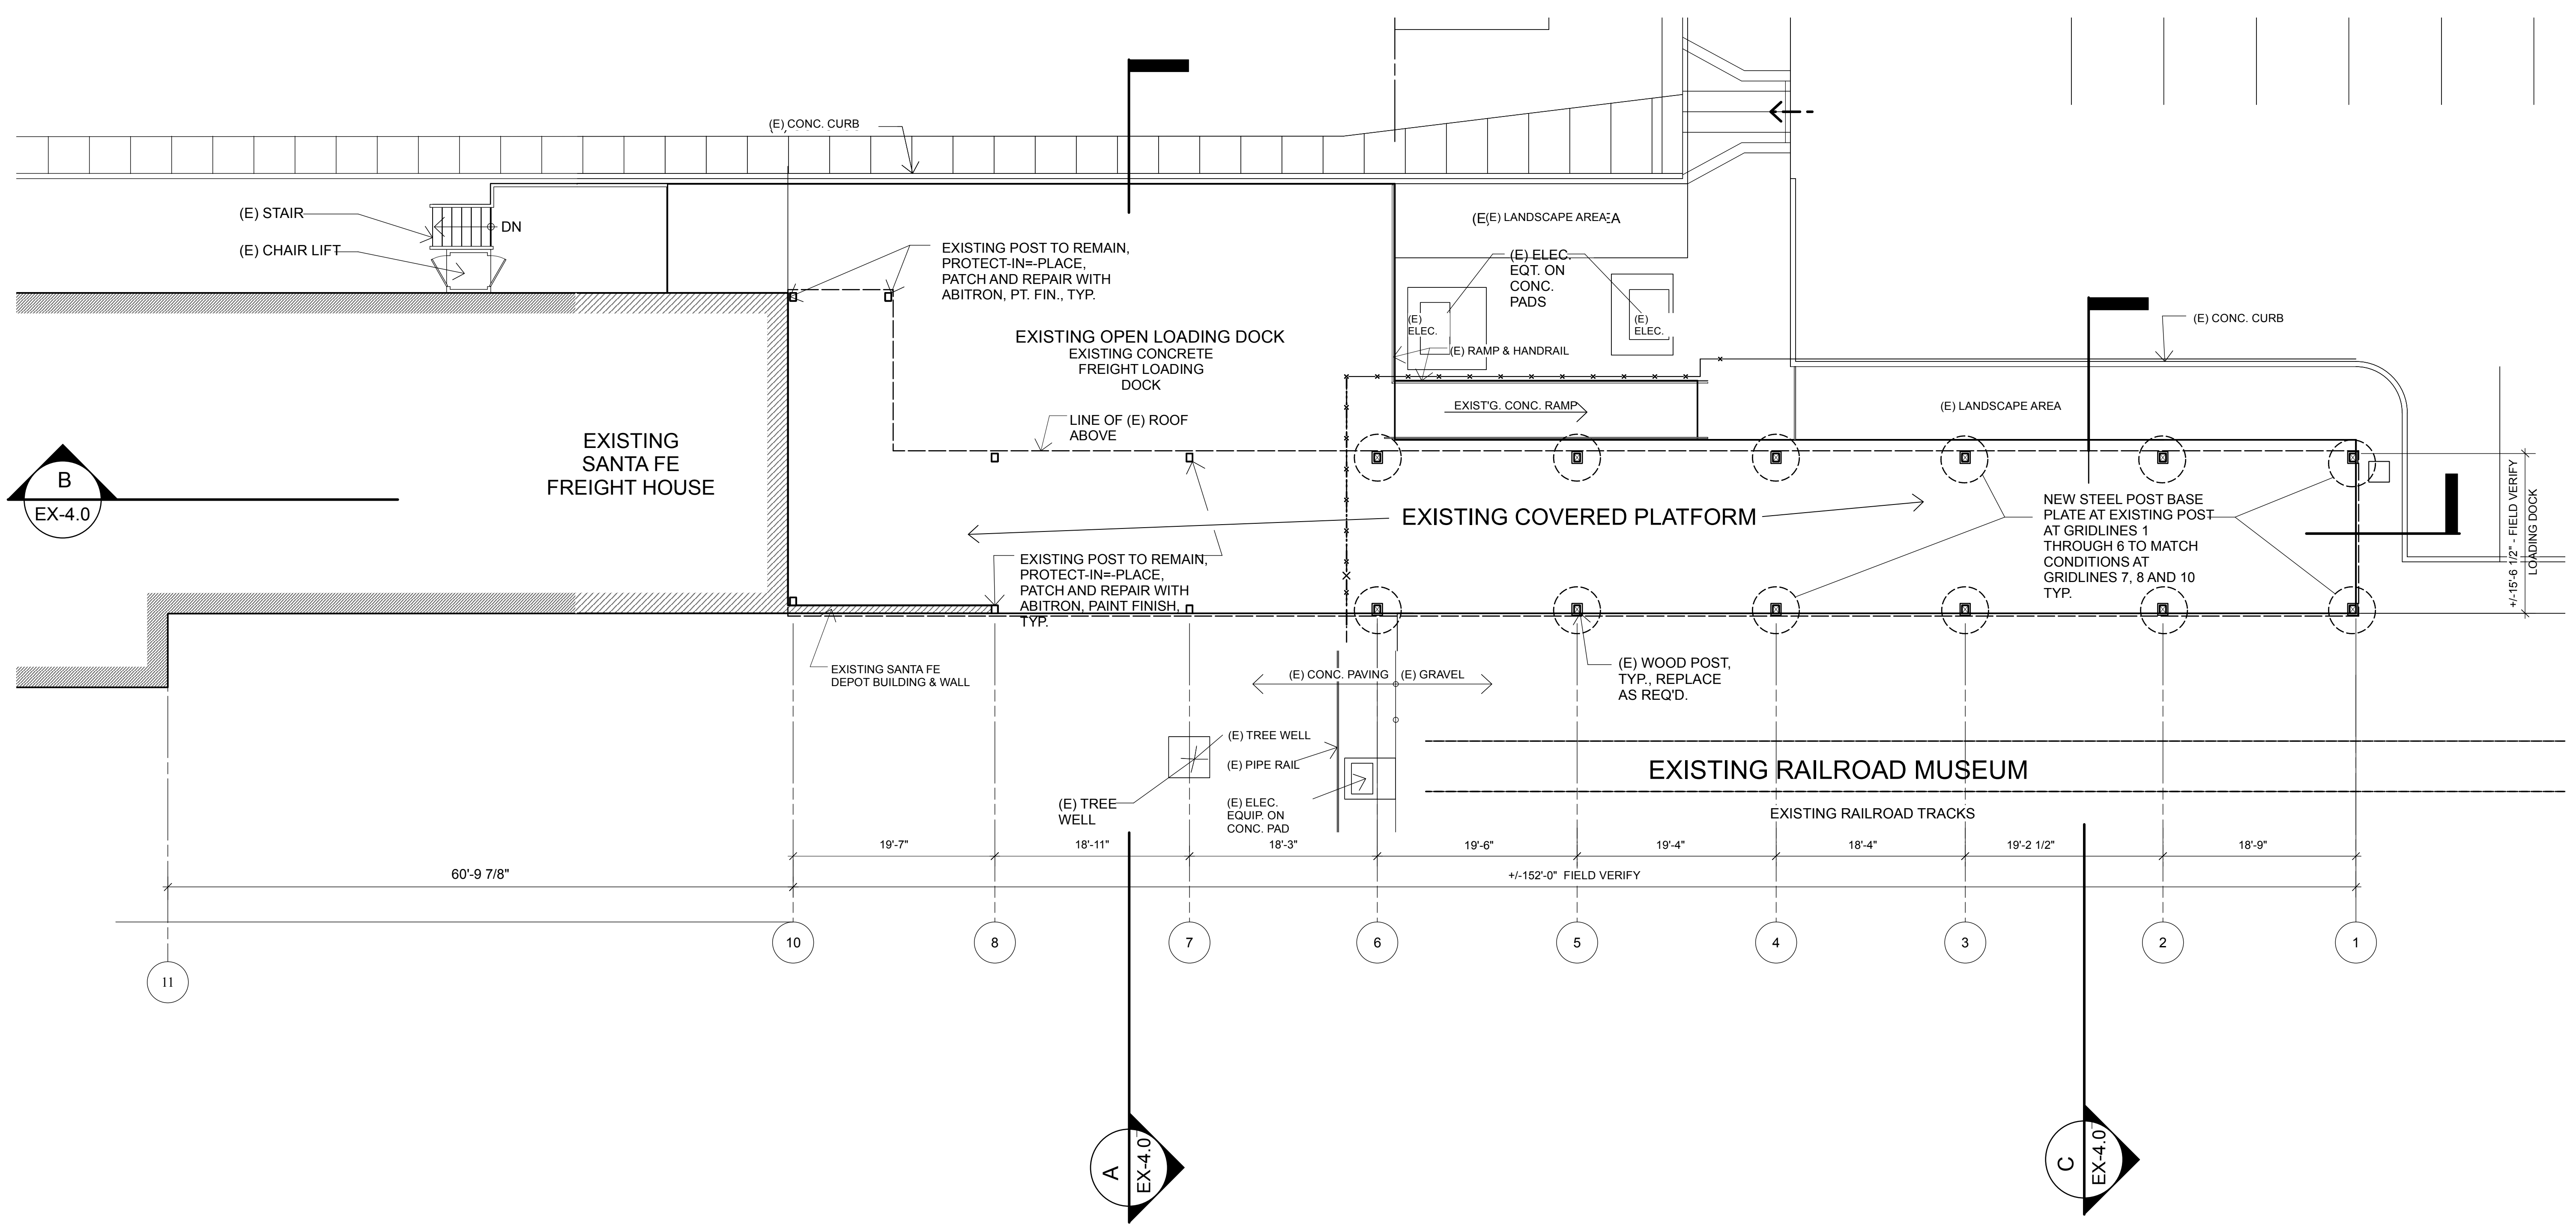 (E) CONC. CURB
(E) STAIR
DN
(E) CHAIR LIFT
EXISTING POST TO REMAIN,
PROTECT-IN=-PLACE,
PATCH AND REPAIR WITH
ABITRON, PT. FIN., TYP.
(E) LANDSCAPE AREA
(E) ELEC.
EQT. ON
CONC.
PADS
(E)
ELEC.
(E)
ELEC.
(E) CONC. CURB
EXISTING OPEN LOADING DOCK
EXISTING CONCRETE
FREIGHT LOADING
DOCK
(E) RAMP & HANDRAIL
EXIST'G. CONC. RAMP
(E) LANDSCAPE AREA
LINE OF (E) ROOF
ABOVE
EXISTING
SANTA FE
FREIGHT HOUSE
B
EX-4.0
EXISTING COVERED PLATFORM
NEW STEEL POST BASE
PLATE AT EXISTING POST
AT GRIDLINES 1
THROUGH 6 TO MATCH
CONDITIONS AT
GRIDLINES 7, 8 AND 10
TYP.
+/-15'-6 1/2" - FIELD VERIFY
LOADING DOCK
EXISTING POST TO REMAIN,
PROTECT-IN=-PLACE,
PATCH AND REPAIR WITH
ABITRON, PAINT FINISH,
TYP.
EXISTING SANTA FE
DEPOT BUILDING & WALL
(E) CONC. PAVING
(E) GRAVEL
(E) WOOD POST,
TYP., REPLACE
AS REQ'D.
(E) TREE WELL
(E) PIPE RAIL
(E) TREE
WELL
(E) ELEC.
EQUIP. ON
CONC. PAD
EXISTING RAILROAD MUSEUM
EXISTING RAILROAD TRACKS
19'-7"
18'-11"
18'-3"
19'-6"
19'-4"
18'-4"
19'-2 1/2"
18'-9"
60'-9 7/8"
+/-152'-0" FIELD VERIFY
10
8
7
6
5
4
3
2
1
11
A
EX-4.0
C
EX-4.0